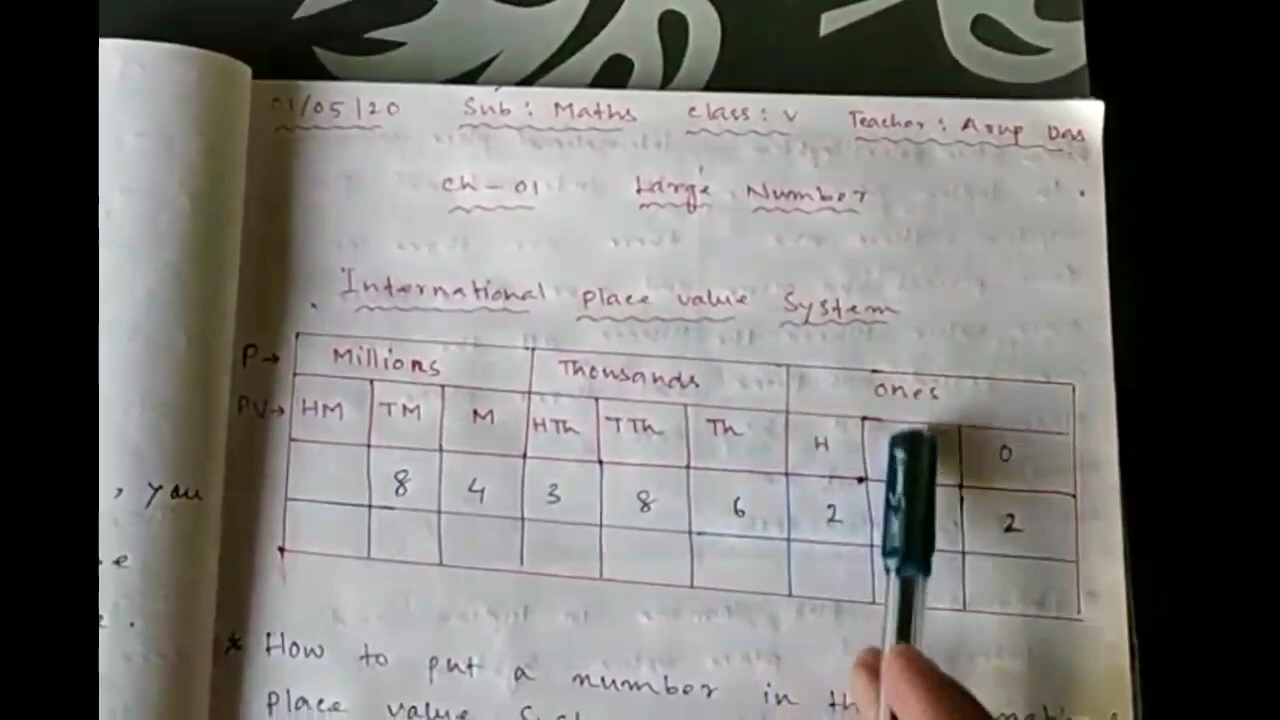 01/05/20 Sub : Maths class : V Teacher : Arup Das
Ch - 01 Large Number
International place value System
P→ Millions Thousands ones
PV→ HM TM M HTh TTh Th H O
8 4 3 8 6 2 2
, you
* How to put a number in
e
place value